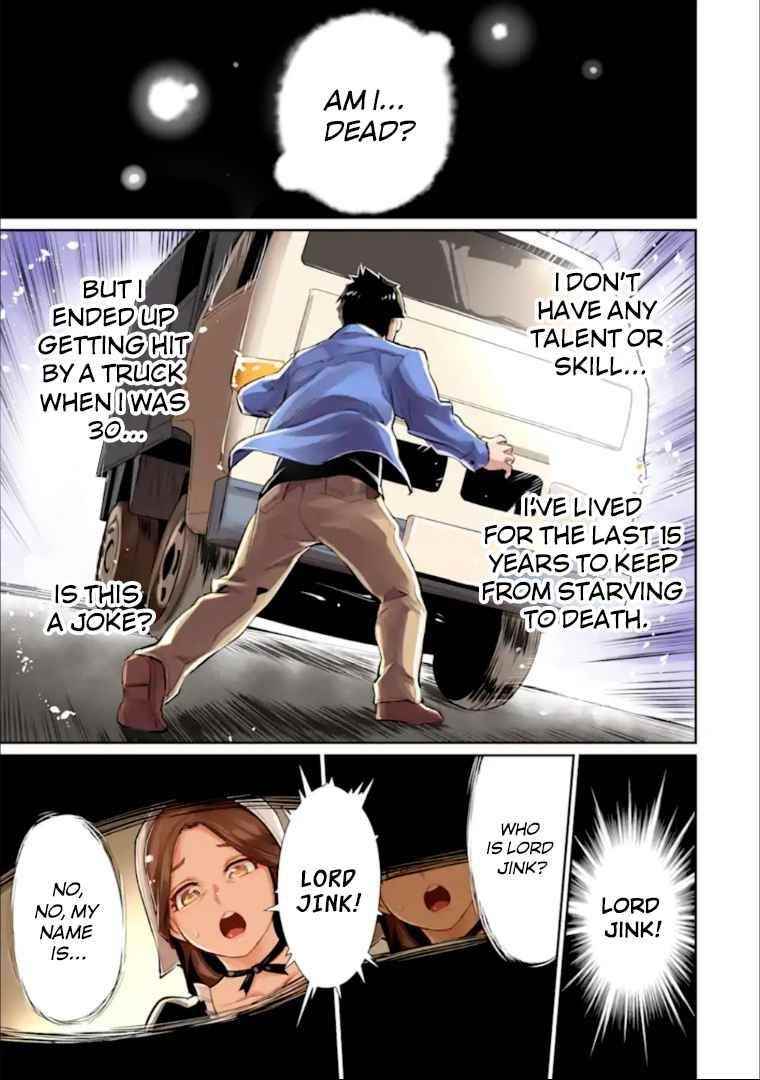 AM I...
DEAD?
I DON'T
HAVE ANY
TALENT OR
SKILL...
I'VE LIVED
FOR THE LAST 15
YEARS TO KEEP
FROM STARVING
TO DEATH.
BUT I
ENDED UP
GETTING HIT
BY A TRUCK
WHEN I WAS
30...
IS THIS
A JOKE?
LORD
JINK!
WHO
IS LORD
JINK?
LORD
JINK!
NO,
NO, MY
NAME
IS...